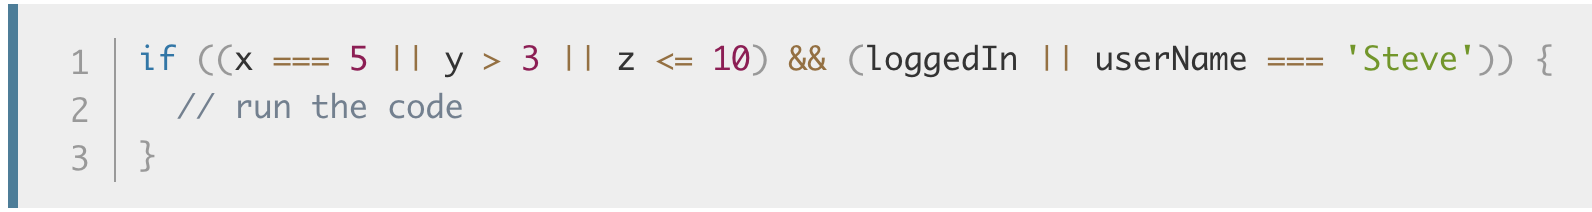 1 if ((x === 5 || y > 3 || z <= 10) && (loggedIn || userName === 'Steve')) {
2   // run the code
3 }